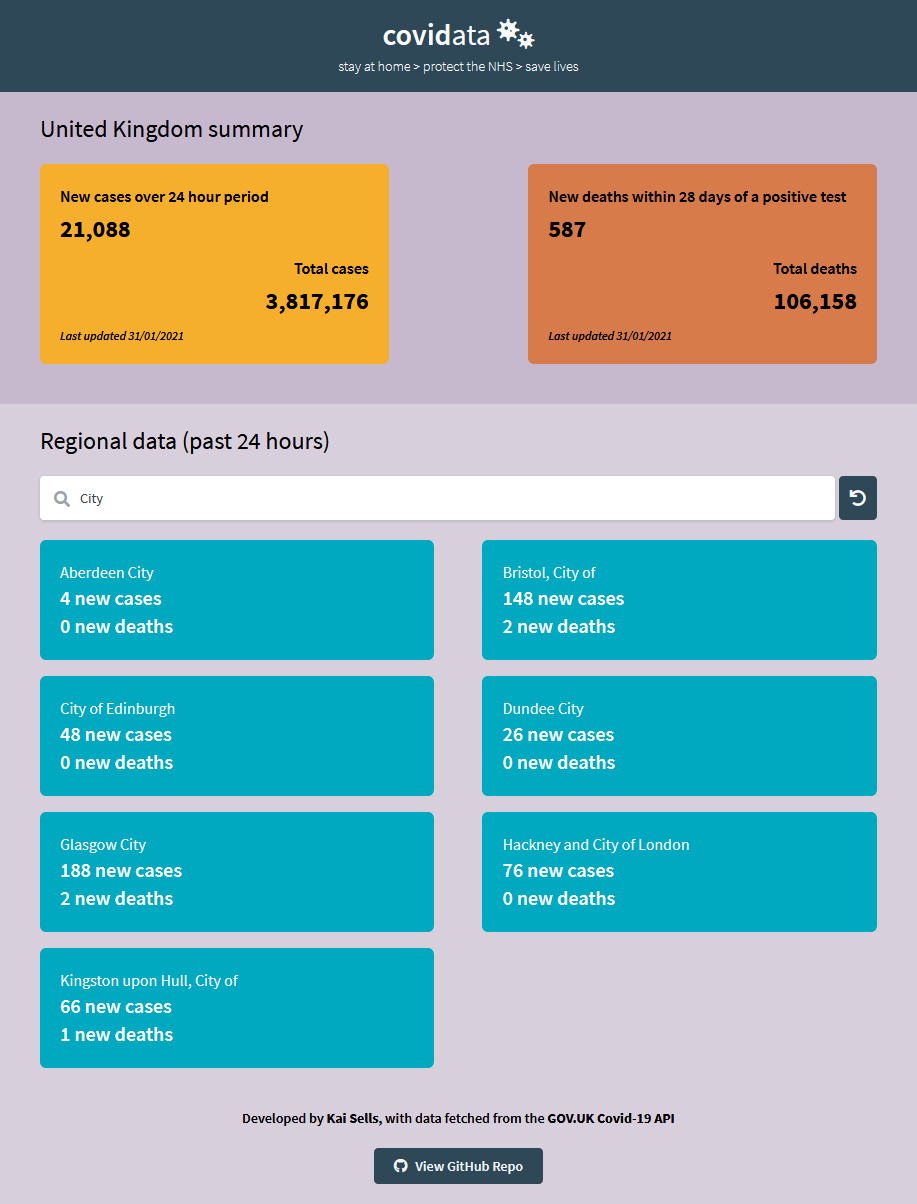 covidata
stay at home > protect the NHS > save lives
United Kingdom summary
New cases over 24 hour period
21,088
Total cases
3,817,176
Last updated 31/01/2021
New deaths within 28 days of a positive test
587
Total deaths
106,158
Last updated 31/01/2021
Regional data (past 24 hours)
City
Aberdeen City
4 new cases
0 new deaths
Bristol, City of
148 new cases
2 new deaths
City of Edinburgh
48 new cases
0 new deaths
Dundee City
26 new cases
0 new deaths
Glasgow City
188 new cases
2 new deaths
Hackney and City of London
76 new cases
0 new deaths
Kingston upon Hull, City of
66 new cases
1 new deaths
Developed by Kai Sells, with data fetched from the GOV.UK Covid-19 API
View GitHub Repo